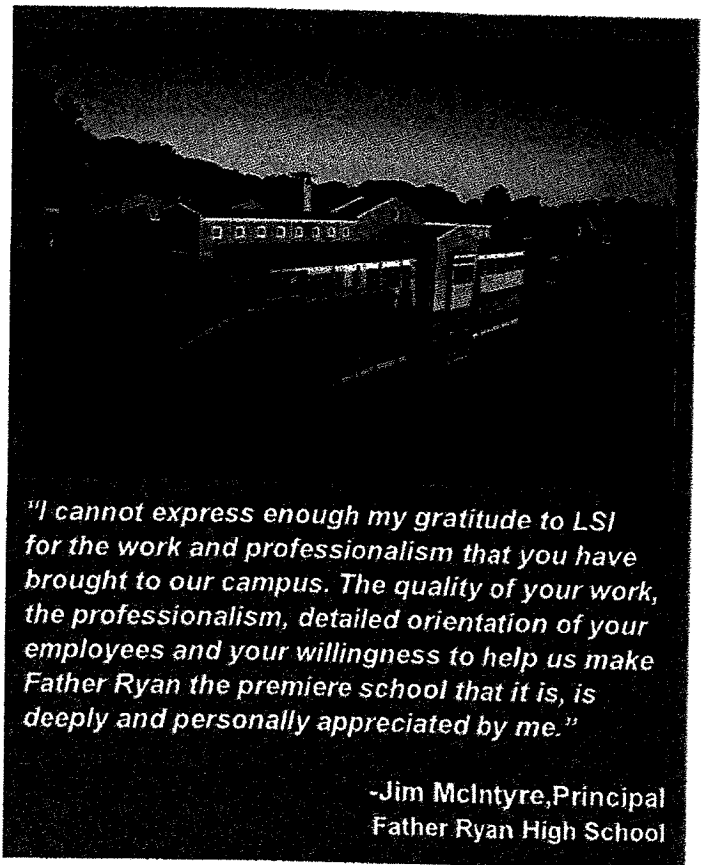 "I cannot express enough my gratitude to LSI
for the work and professionalism that you have
brought to our campus. The quality of your work,
the professionalism, detailed orientation of your
employees and your willingness to help us make
Father Ryan the premiere school that it is, is
deeply and personally appreciated by me."
-Jim McIntyre,Principal
Father Ryan High School